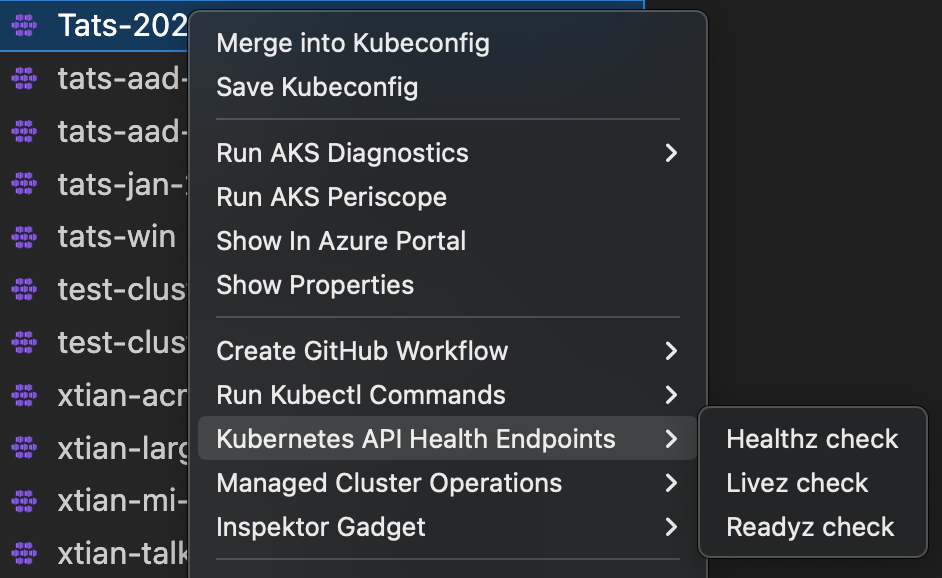 Tats-202
tats-aad-
tats-aad-
tats-jan-
tats-win
test-clus
test-clus
xtian-acr
xtian-larg
xtian-mi-
xtian-talk
Merge into Kubeconfig
Save Kubeconfig
Run AKS Diagnostics
Run AKS Periscope
Show In Azure Portal
Show Properties
Create GitHub Workflow
Run Kubectl Commands
Kubernetes API Health Endpoints
Managed Cluster Operations
Inspektor Gadget
Healthz check
Livez check
Readyz check